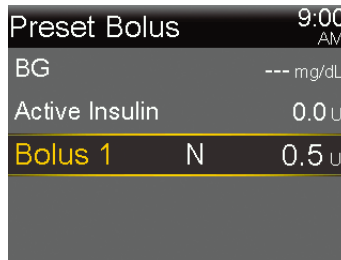 Preset Bolus 9:00
AM
BG --- mg/dL
Active Insulin 0.0 U
Bolus 1 N 0.5 U